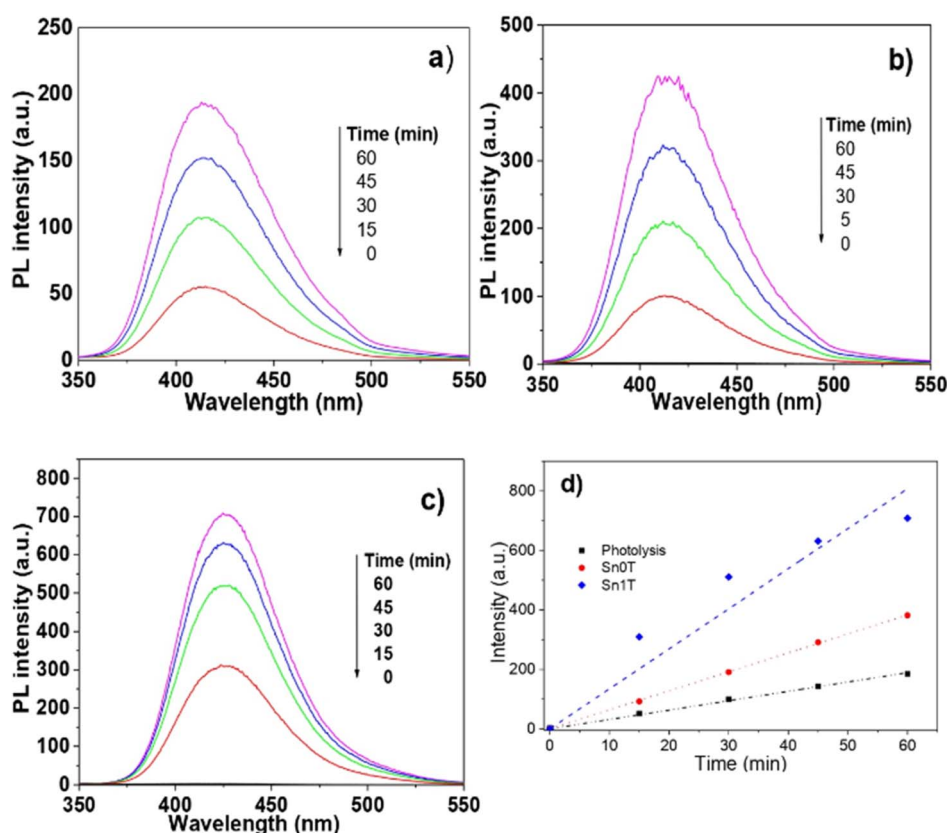 a)
PL intensity (a.u.)
250
200
150
100
50
0
Time (min)
60
45
30
15
0
350 400 450 500 550
Wavelength (nm)
b)
PL intensity (a.u.)
500
400
300
200
100
0
Time (min)
60
45
30
5
0
350 400 450 500 550
Wavelength (nm)
c)
PL intensity (a.u.)
800
700
600
500
400
300
200
100
0
Time (min)
60
45
30
15
0
350 400 450 500 550
Wavelength (nm)
d)
Intensity (a.u.)
800
600
400
200
0
Photolysis
Sn0T
Sn1T
0 10 20 30 40 50 60
Time (min)